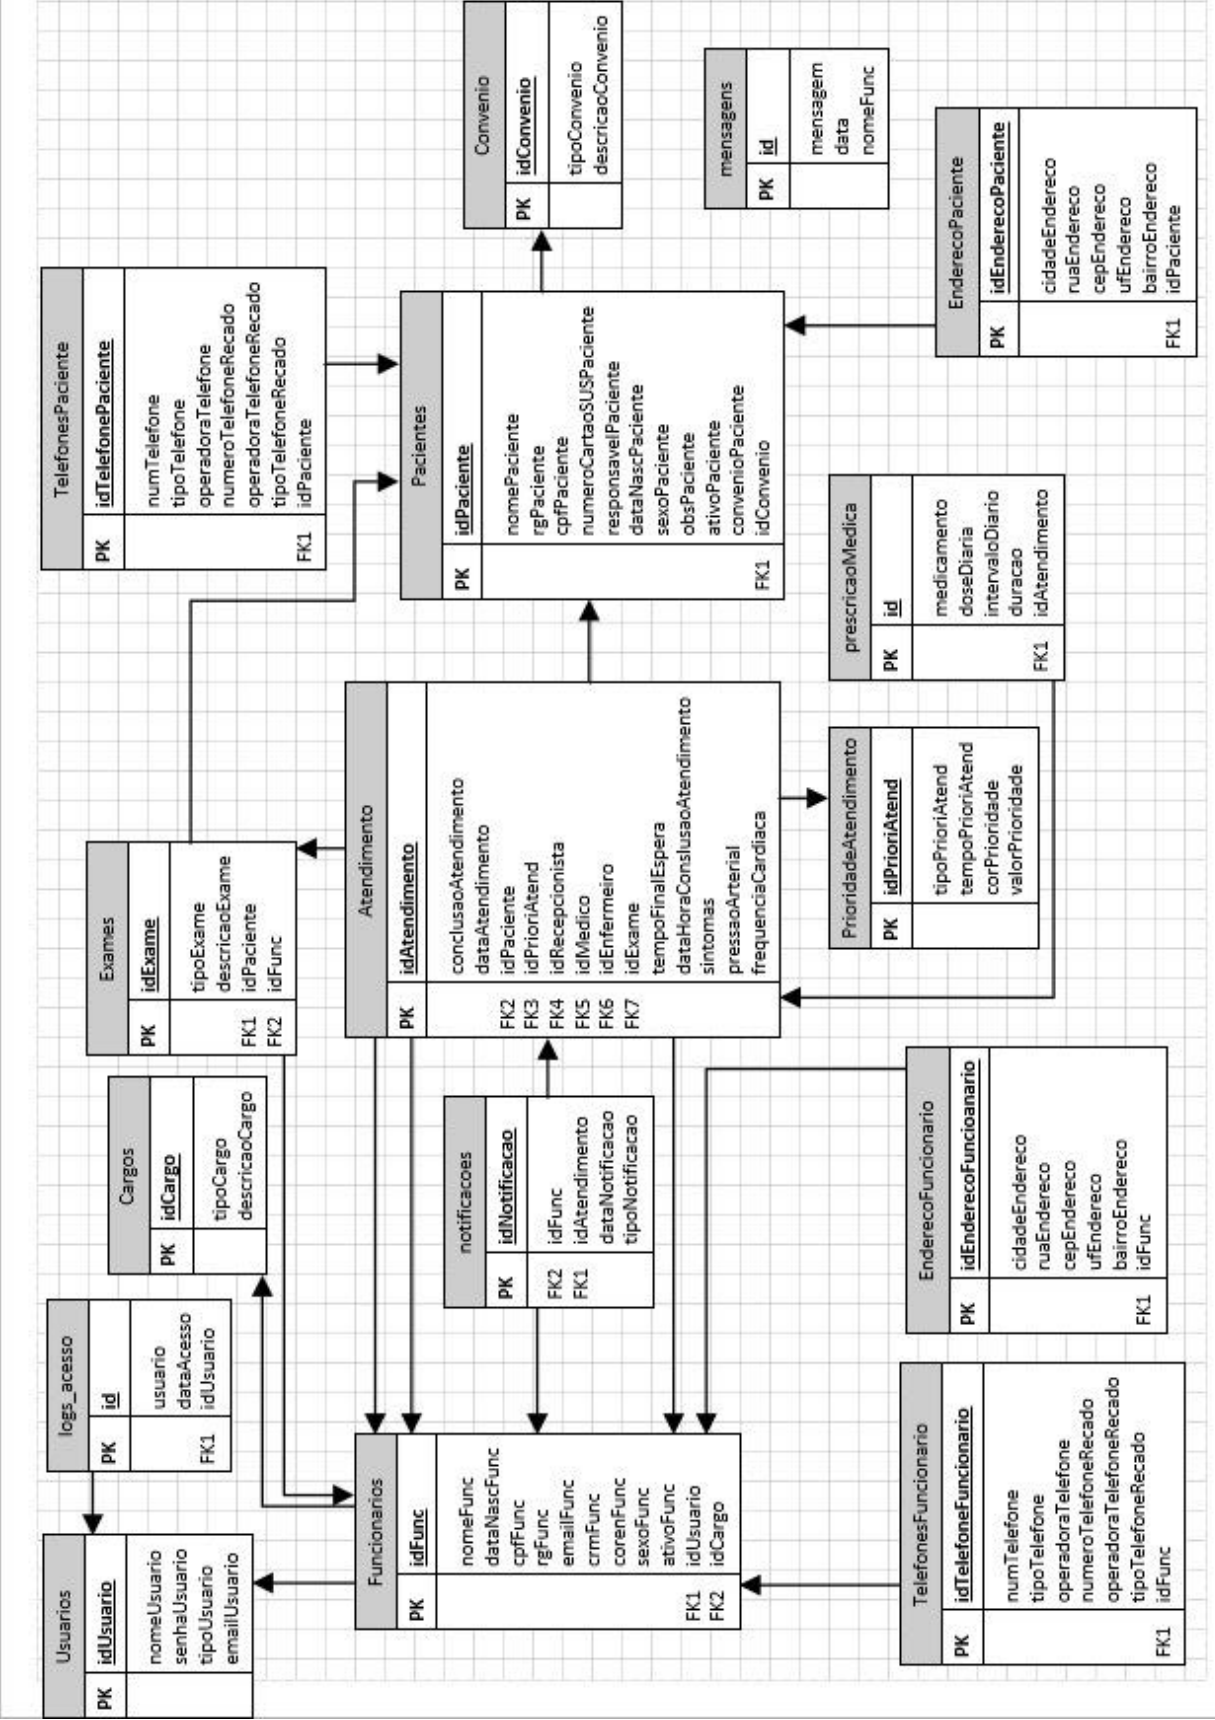 Usuarios
PK idUsuario
nomeUsuario
senhaUsuario
tipoUsuario
emailUsuario
logs_acesso
PK id
usuario
dataAcesso
FK1 idUsuario
Cargos
PK idCargo
tipoCargo
descricaoCargo
Exames
PK idExame
tipoExame
descricaoExame
FK1 idPaciente
FK2 idFunc
TelefonesPaciente
PK idTelefonePaciente
numTelefone
tipoTelefone
operadoraTelefone
numeroTelefoneRecado
operadoraTelefoneRecado
tipoTelefoneRecado
FK1 idPaciente
Funcionarios
PK idFunc
nomeFunc
dataNascFunc
cpfFunc
rgFunc
emailFunc
crmFunc
corenFunc
sexoFunc
ativoFunc
FK1 idUsuario
FK2 idCargo
notificacoes
PK idNotificacao
FK2 idFunc
FK1 idAtendimento
dataNotificacao
tipoNotificacao
Atendimento
PK idAtendimento
conclusaoAtendimento
dataAtendimento
FK2 idPaciente
FK3 idPrioriAtend
FK4 idRecepcionista
FK5 idMedico
FK6 idEnfermeiro
FK7 idExame
tempoFinalEspera
dataHoraConslusaoAtendimento
sintomas
pressaoArterial
frequenciaCardiaca
Pacientes
PK idPaciente
nomePaciente
rgPaciente
cpfPaciente
numeroCartaoSUSPaciente
responsavelPaciente
dataNascPaciente
sexoPaciente
obsPaciente
ativoPaciente
convenioPaciente
FK1 idConvenio
Convenio
PK idConvenio
tipoConvenio
descricaoConvenio
mensagens
PK id
mensagem
data
nomeFunc
TelefonesFuncionario
PK idTelefoneFuncionario
numTelefone
tipoTelefone
operadoraTelefone
numeroTelefoneRecado
operadoraTelefoneRecado
tipoTelefoneRecado
FK1 idFunc
EnderecoFuncionario
PK idEnderecoFuncioanario
cidadeEndereco
ruaEndereco
cepEndereco
ufEndereco
bairroEndereco
FK1 idFunc
PrioridadeAtendimento
PK idPrioriAtend
tipoPrioriAtend
tempoPrioriAtend
corPrioridade
valorPrioridade
prescricaoMedica
PK id
medicamento
doseDiaria
intervaloDiario
duracao
FK1 idAtendimento
EnderecoPaciente
PK idEnderecoPaciente
cidadeEndereco
ruaEndereco
cepEndereco
ufEndereco
bairroEndereco
FK1 idPaciente